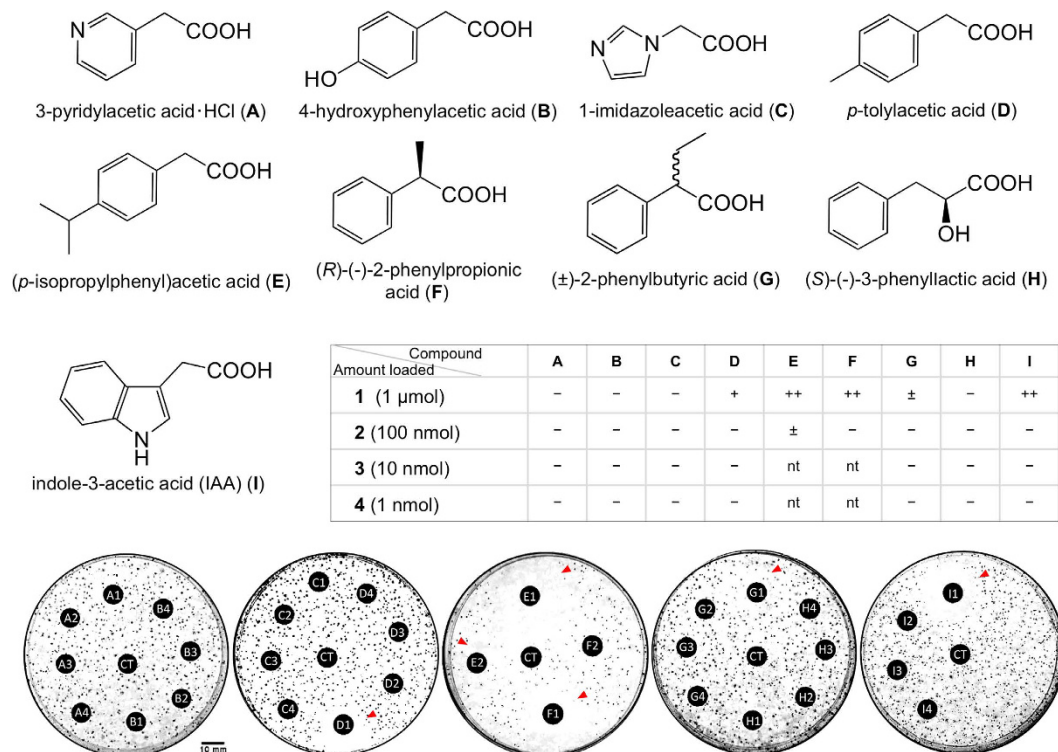 N
COOH
3-pyridylacetic acid·HCl (A)
COOH
HO
4-hydroxyphenylacetic acid (B)
N
N
COOH
1-imidazoleacetic acid (C)
COOH
p-tolylacetic acid (D)
COOH
(p-isopropylphenyl)acetic acid (E)
COOH
(R)-(-)-2-phenylpropionic
acid (F)
COOH
(±)-2-phenylbutyric acid (G)
COOH
OH
(S)-(-)-3-phenyllactic acid (H)
COOH
N
H
indole-3-acetic acid (IAA) (I)
Compound
Amount loaded
A B C D E F G H I
1 (1 µmol) − − − + ++ ++ ± − ++
2 (100 nmol) − − − − ± − − − −
3 (10 nmol) − − − − nt nt − − −
4 (1 nmol) − − − − nt nt − − −
A1
A2
B4
A3
CT
B3
A4
B1
B2
10 mm
C1
D4
C2
D3
C3
CT
D2
C4
D1
E1
E2
CT
F2
F1
G1
G2
H4
G3
CT
H3
G4
H1
H2
I1
I2
CT
I3
I4